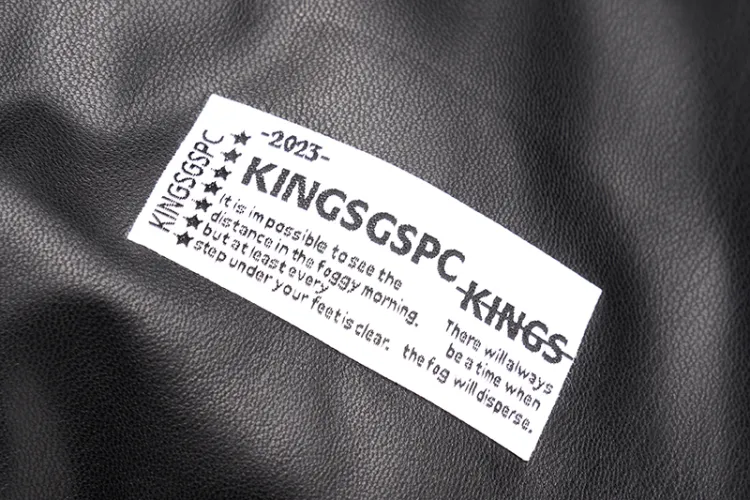 KINGSGSPC
-2023-
KINGSGSPC
It is impossible to see the
distance in the foggy morning.
but at least every
step under your feet is clear.
-KINGS-
There will always
be a time when
the fog will disperse.